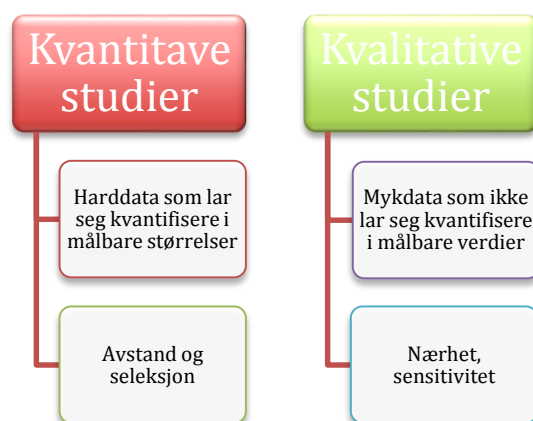 Kvantitave
studier
Harddata som lar
seg kvantifisere i
målbare størrelser
Avstand og
seleksjon
Kvalitative
studier
Mykdata som ikke
lar seg kvantifisere
i målbare verdier
Nærhet,
sensitivitet